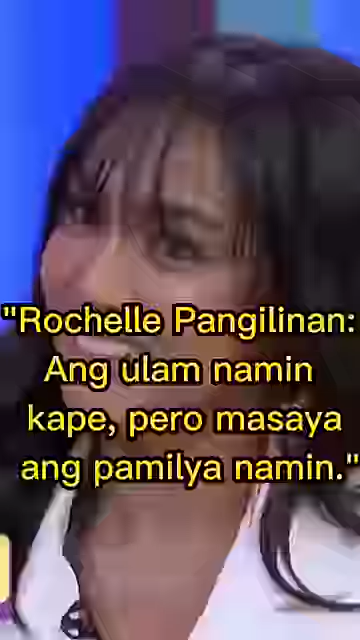 "Rochelle Pangilinan:
Ang ulam namin
kape, pero masaya
ang pamilya namin."